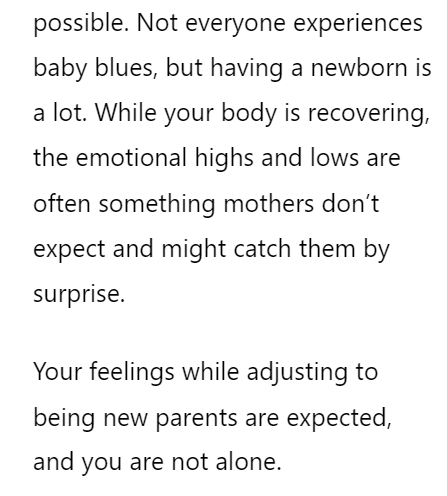 possible. Not everyone experiences
baby blues, but having a newborn is
a lot. While your body is recovering,
the emotional highs and lows are
often something mothers don’t
expect and might catch them by
surprise.
Your feelings while adjusting to
being new parents are expected,
and you are not alone.